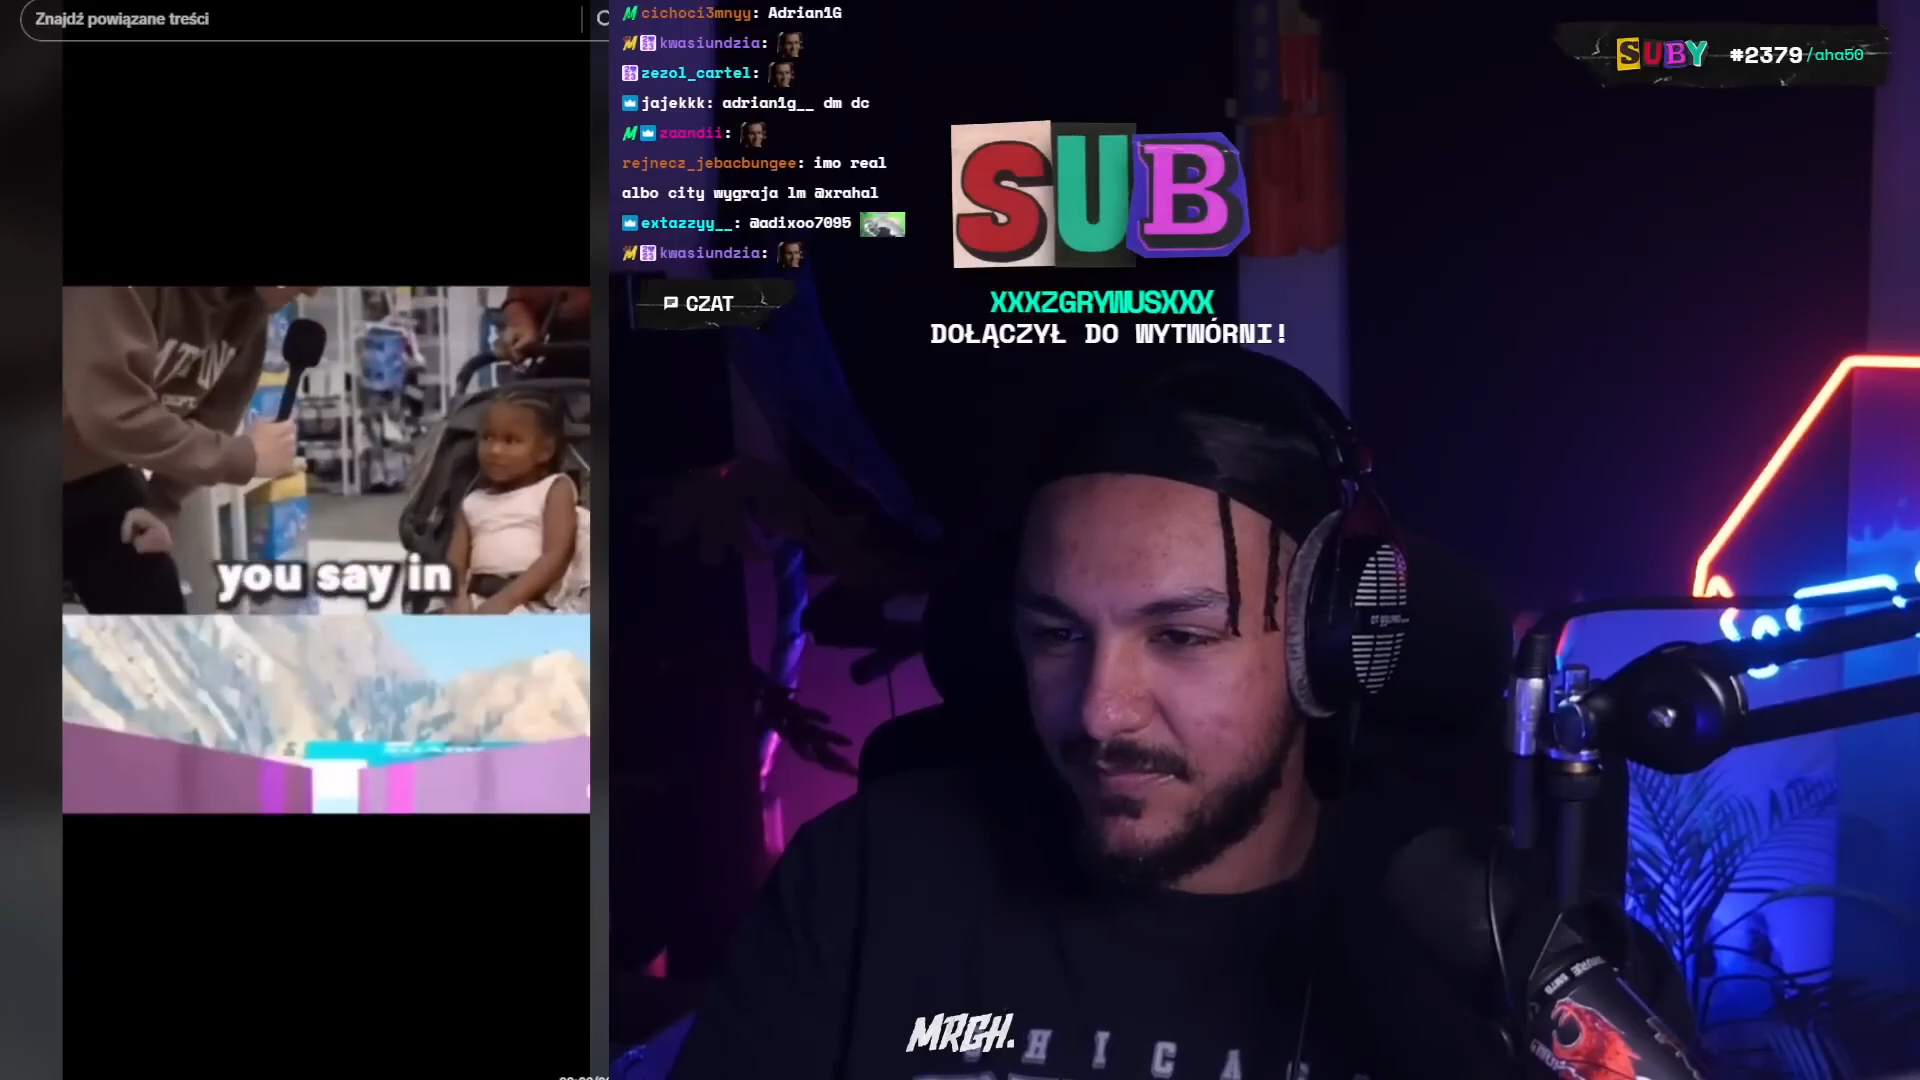 Znajdź powiązane treści
cichoci3mnyy: Adrian1G
kwasiundzia:
zezol_cartel:
jajekkk: adrian1g__ dm dc
zaandii:
rejnecz_jebacbungee: imo real
albo city wygraja lm @xrahal
extazzyy__: @adixoo7095
kwasiundzia:
CZAT
SUB
XXXZGRYWUSXXX
DOŁĄCZYŁ DO WYTWÓRNI!
SUBY #2379/aha50
you say in
MRGH.
CHICAG